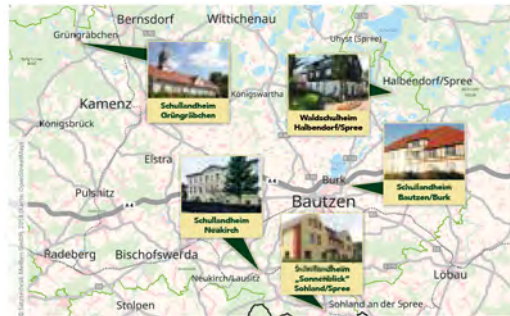 Bernsdorf
Wittichenau
Grüngräbchen
Uhyst (Spree)
Halbendorf/Spree
Königswartha
Schullandheim
Grüngräbchen
Waldschulheim
Halbendorf/Spree
Kamenz
Königsbrück
Elstra
Burk
Schullandheim
Bautzen/Burk
Pulsnitz
A4
A4
Bautzen
Schullandheim
Neukirch
Radeberg
Bischofswerda
Neukirch/Lausitz
Schullandheim
„Sonnenblick"
Sohland/Spree
Löbau
Stolpen
Sohland an der Spree